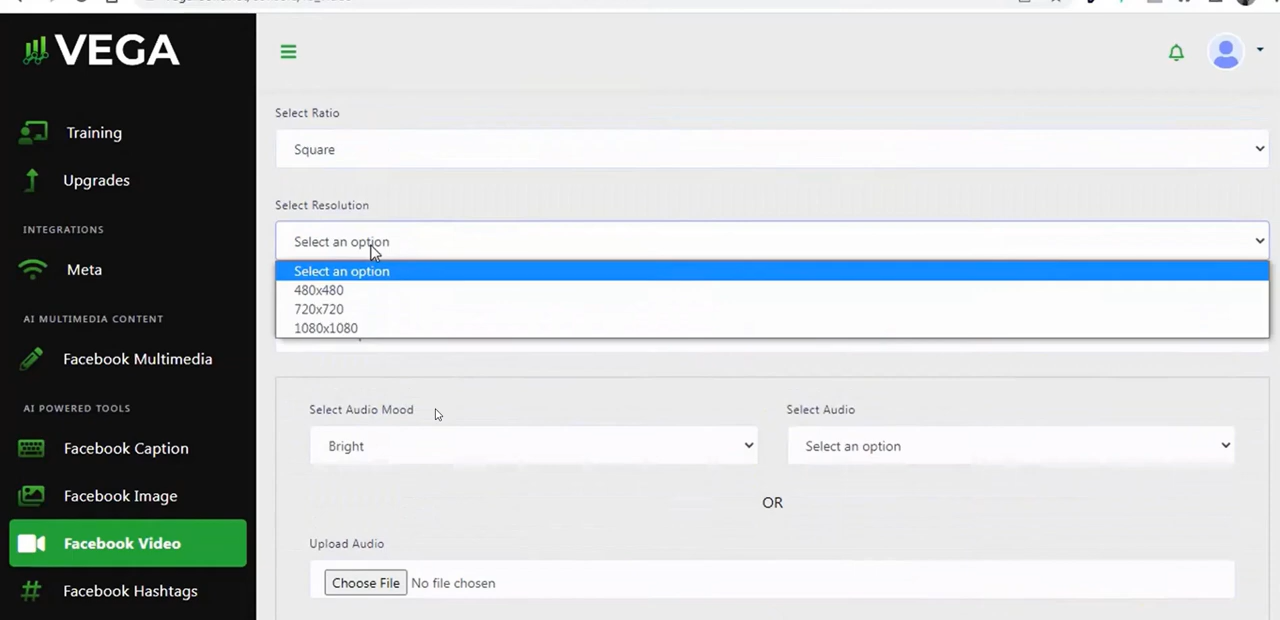 VEGA
Training
Upgrades
INTEGRATIONS
Meta
AI MULTIMEDIA CONTENT
Facebook Multimedia
AI POWERED TOOLS
Facebook Caption
Facebook Image
Facebook Video
Facebook Hashtags
Select Ratio
Square
Select Resolution
Select an option
Select an option
480x480
720x720
1080x1080
Select Audio Mood
Bright
Select Audio
Select an option
OR
Upload Audio
Choose File No file chosen